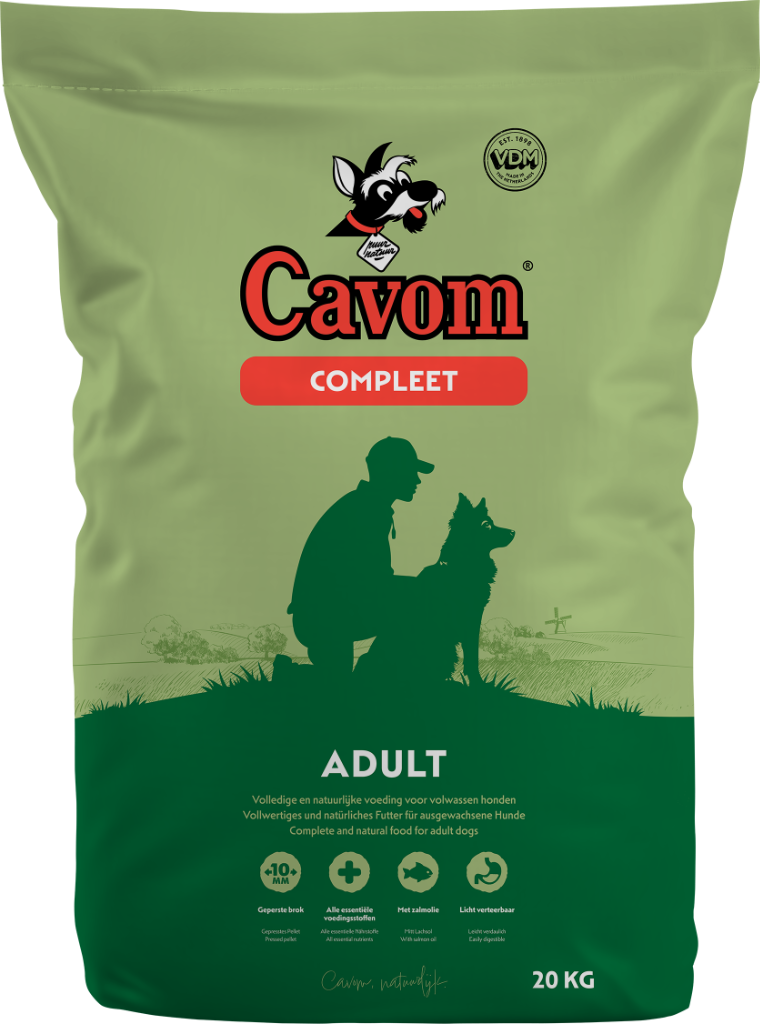 EST. 1898
VDM
MADE IN
THE NETHERLANDS
puur
natuur
Cavom®
COMPLEET
ADULT
Volledige en natuurlijke voeding voor volwassen honden
Vollwertiges und natürliches Futter für ausgewachsene Hunde
Complete and natural food for adult dogs
10
MM
Geperste brok
Gepresstes Pellet
Pressed pellet
Alle essentiële
voedingsstoffen
Alle essentielle Nährstoffe
All essential nutrients
Met zalmolie
Mitt Lachsöl
With salmon oil
Licht verteerbaar
Leicht verdaulich
Easily digestible
Cavom, natuurlijk.
20 KG